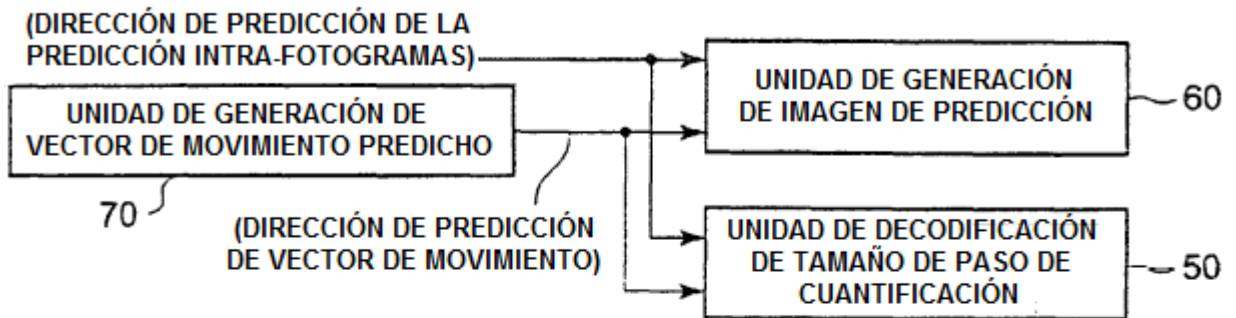 (DIRECCIÓN DE PREDICCIÓN DE LA
PREDICCIÓN INTRA-FOTOGRAMAS)
UNIDAD DE GENERACIÓN DE
VECTOR DE MOVIMIENTO PREDICHO
70
(DIRECCIÓN DE PREDICCIÓN
DE VECTOR DE MOVIMIENTO)
UNIDAD DE GENERACIÓN
DE IMAGEN DE PREDICCIÓN
60
UNIDAD DE DECODIFICACIÓN
DE TAMAÑO DE PASO DE
CUANTIFICACIÓN
50